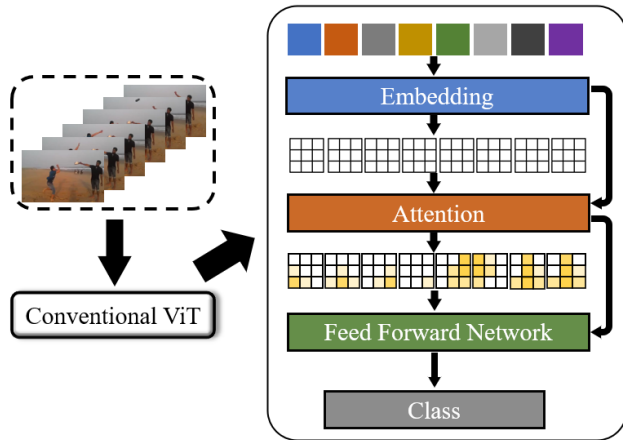 Embedding
Attention
Conventional ViT
Feed Forward Network
Class